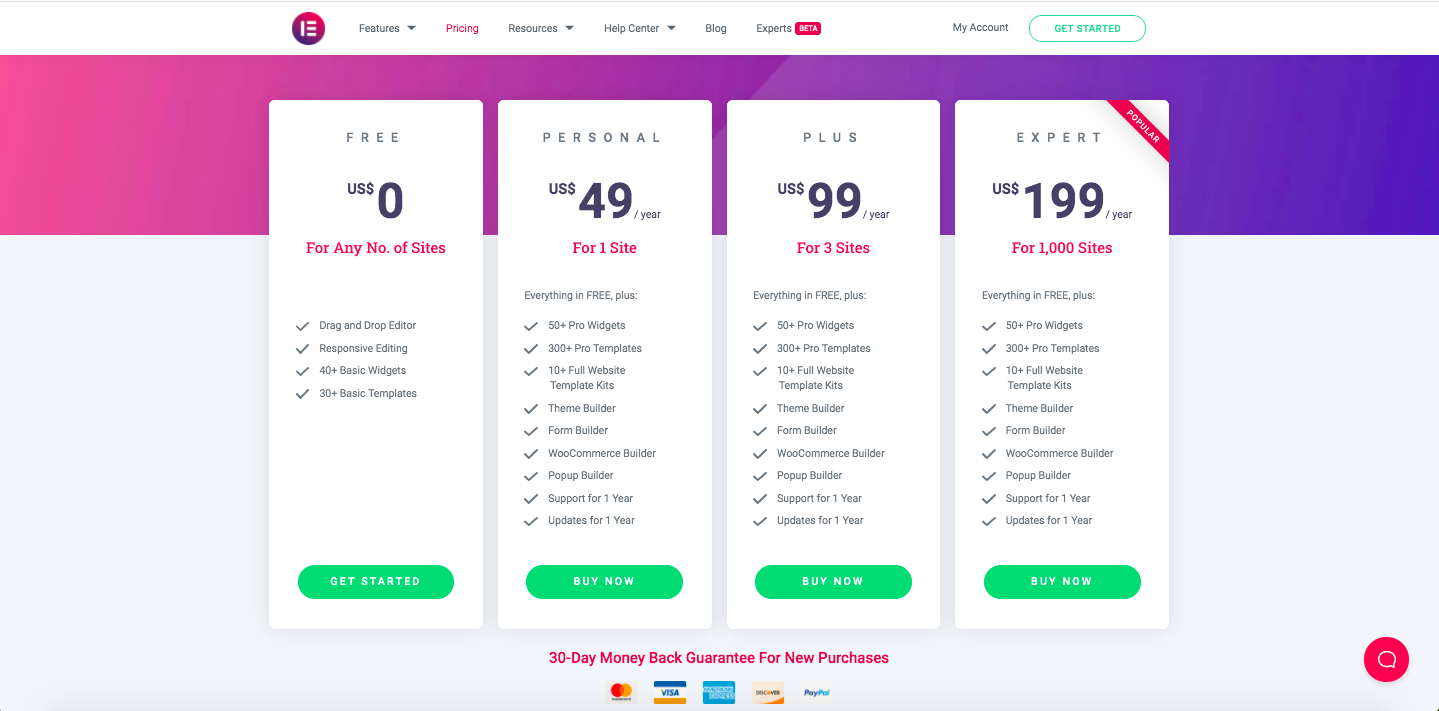 Features
Pricing
Resources
Help Center
Blog
Experts BETA
My Account
GET STARTED
FREE
US$ 0
For Any No. of Sites
Drag and Drop Editor
Responsive Editing
40+ Basic Widgets
30+ Basic Templates
GET STARTED
PERSONAL
US$ 49 / year
For 1 Site
Everything in FREE, plus:
50+ Pro Widgets
300+ Pro Templates
10+ Full Website
Template Kits
Theme Builder
Form Builder
WooCommerce Builder
Popup Builder
Support for 1 Year
Updates for 1 Year
BUY NOW
PLUS
US$ 99 / year
For 3 Sites
Everything in FREE, plus:
50+ Pro Widgets
300+ Pro Templates
10+ Full Website
Template Kits
Theme Builder
Form Builder
WooCommerce Builder
Popup Builder
Support for 1 Year
Updates for 1 Year
BUY NOW
EXPERT
POPULAR
US$ 199 / year
For 1,000 Sites
Everything in FREE, plus:
50+ Pro Widgets
300+ Pro Templates
10+ Full Website
Template Kits
Theme Builder
Form Builder
WooCommerce Builder
Popup Builder
Support for 1 Year
Updates for 1 Year
BUY NOW
30-Day Money Back Guarantee For New Purchases
VISA
AMERICAN EXPRESS
DISCOVER
PayPal